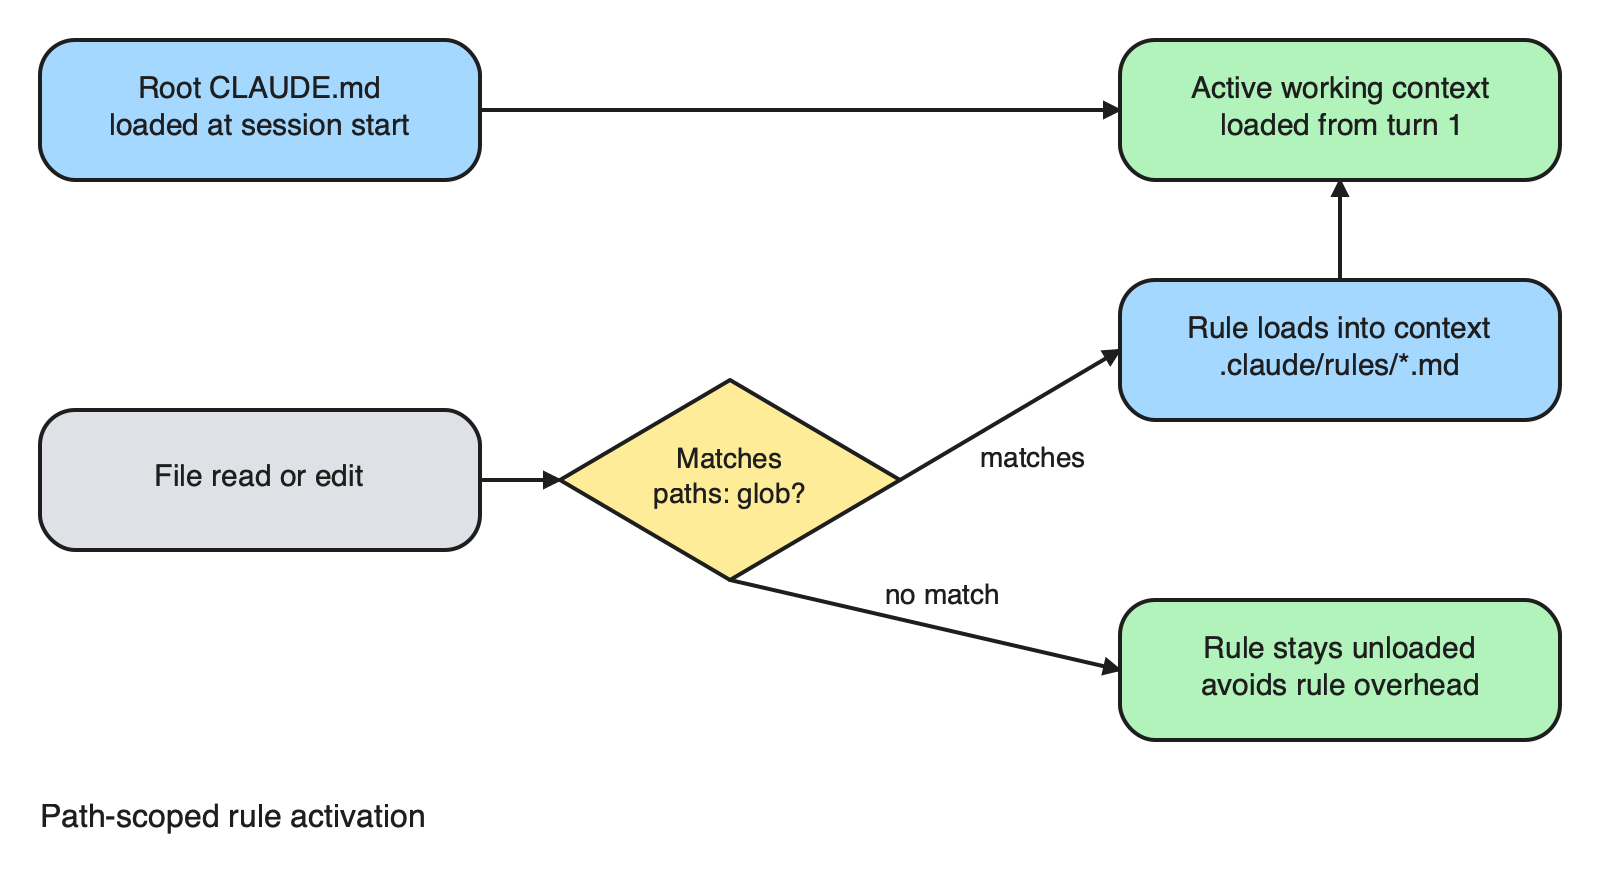 Root CLAUDE.md
loaded at session start
Active working context
loaded from turn 1
Rule loads into context
.claude/rules/*.md
File read or edit
Matches
paths: glob?
matches
no match
Rule stays unloaded
avoids rule overhead
Path-scoped rule activation